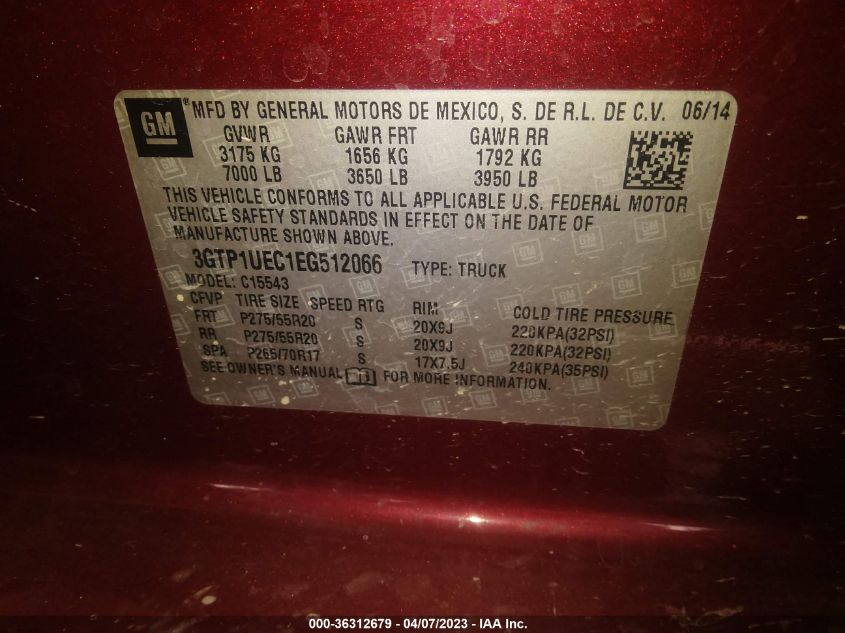 GM ® MFD BY GENERAL MOTORS DE MEXICO, S. DE R.L. DE C.V. 06/14
GVWR GAWR FRT GAWR RR
3175 KG 1656 KG 1792 KG
7000 LB 3650 LB 3950 LB
THIS VEHICLE CONFORMS TO ALL APPLICABLE U.S. FEDERAL MOTOR
VEHICLE SAFETY STANDARDS IN EFFECT ON THE DATE OF
MANUFACTURE SHOWN ABOVE.
3GTP1UEC1EG512066 TYPE: TRUCK
MODEL: C15543
CFVP TIRE SIZE SPEED RTG RIM COLD TIRE PRESSURE
FRT P275/55R20 S 20X9J 220KPA(32PSI)
RR P275/55R20 S 20X9J 220KPA(32PSI)
SPA P265/70R17 S 17X7.5J 240KPA(35PSI)
SEE OWNER'S MANUAL FOR MORE INFORMATION.
000-36312679 - 04/07/2023 - IAA Inc.